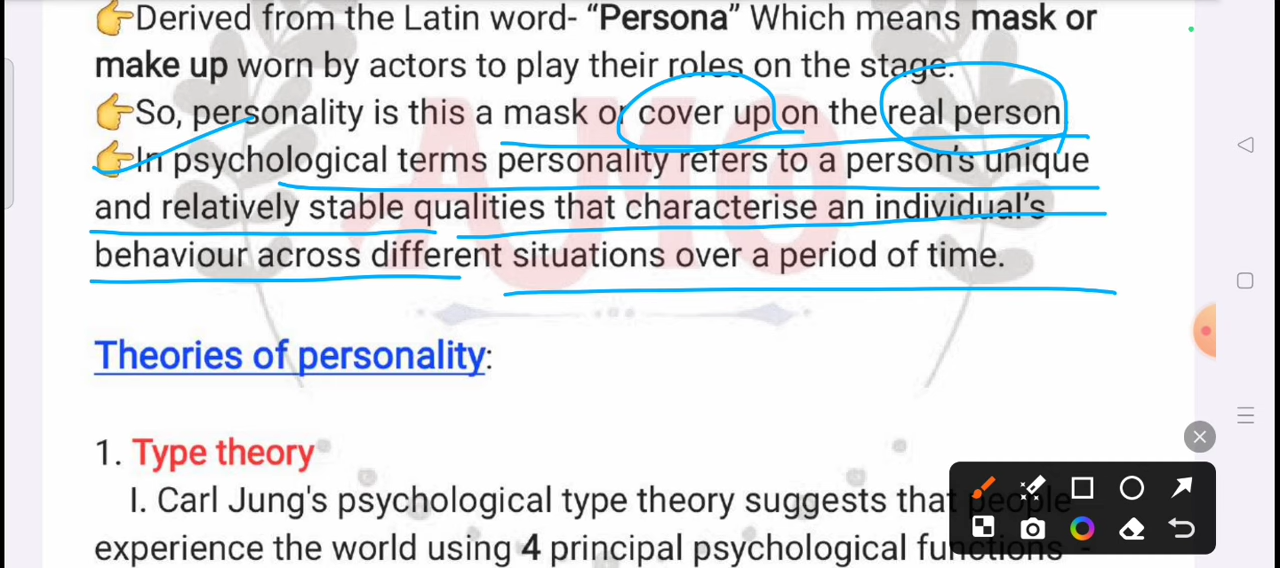 👉Derived from the Latin word- “Persona” Which means mask or
make up worn by actors to play their roles on the stage.
👉So, personality is this a mask or cover up on the real person
👉In psychological terms personality refers to a person’s unique
and relatively stable qualities that characterise an individual’s
behaviour across different situations over a period of time.
Theories of personality:
1. Type theory
I. Carl Jung's psychological type theory suggests that people
experience the world using 4 principal psychological functions -